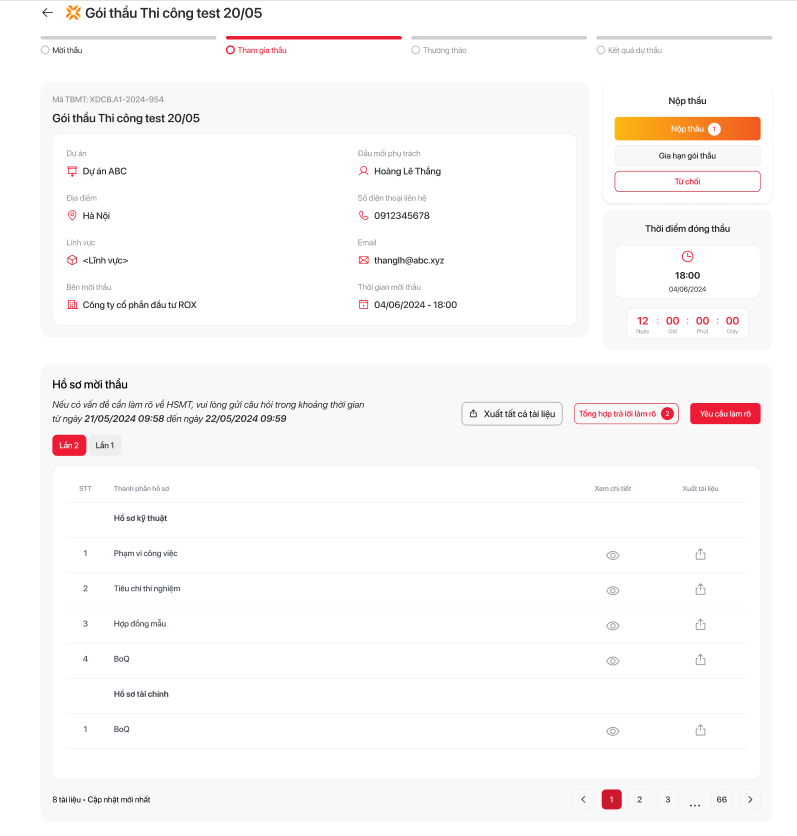 Gói thầu Thi công test 20/05
Mời thầu
Tham gia thầu
Thương thảo
Kết quả dự thầu
Mã TBMT: XDCB.A1-2024-954
Gói thầu Thi công test 20/05
Dự án
Dự án ABC
Địa điểm
Hà Nội
Lĩnh vực
<Lĩnh vực>
Bên mời thầu
Công ty cổ phần đầu tư ROX
Đầu mối phụ trách
Hoàng Lê Thắng
Số điện thoại liên hệ
0912345678
Email
thanglh@abc.xyz
Thời gian mời thầu
04/06/2024 - 18:00
Nộp thầu
Nộp thầu 1
Gia hạn gói thầu
Từ chối
Thời điểm đóng thầu
18:00
04/06/2024
12 : 00 : 00 : 00
Ngày Giờ Phút Giây
Hồ sơ mời thầu
Nếu có vấn đề cần làm rõ về HSMT, vui lòng gửi câu hỏi trong khoảng thời gian
từ ngày 21/05/2024 09:58 đến ngày 22/05/2024 09:59
Xuất tất cả tài liệu
Tổng hợp trả lời làm rõ 2
Yêu cầu làm rõ
Lần 2
Lần 1
STT Thành phần hồ sơ Xem chi tiết Xuất tài liệu
Hồ sơ kỹ thuật
1 Phạm vi công việc
2 Tiêu chí thí nghiệm
3 Hợp đồng mẫu
4 BoQ
Hồ sơ tài chính
1 BoQ
8 tài liệu • Cập nhật mới nhất
1 2 3 ... 66